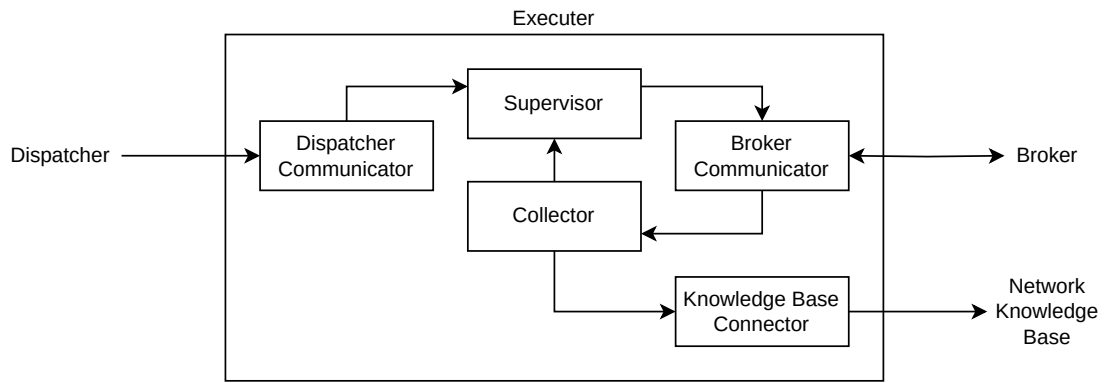 Executer
Supervisor
Dispatcher
Dispatcher
Communicator
Broker
Communicator
Broker
Collector
Knowledge Base
Connector
Network
Knowledge
Base